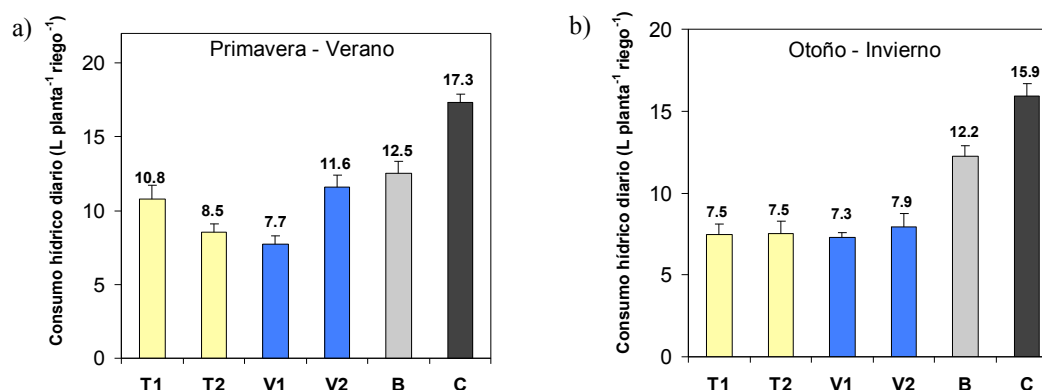 a)
Primavera - Verano
Consumo hídrico diario (L planta⁻¹ riego⁻¹)
20
15
10
5
0
10.8
8.5
7.7
11.6
12.5
17.3
T1 T2 V1 V2 B C
b)
Otoño - Invierno
Consumo hídrico diario (L planta⁻¹ riego⁻¹)
20
15
10
5
0
7.5
7.5
7.3
7.9
12.2
15.9
T1 T2 V1 V2 B C